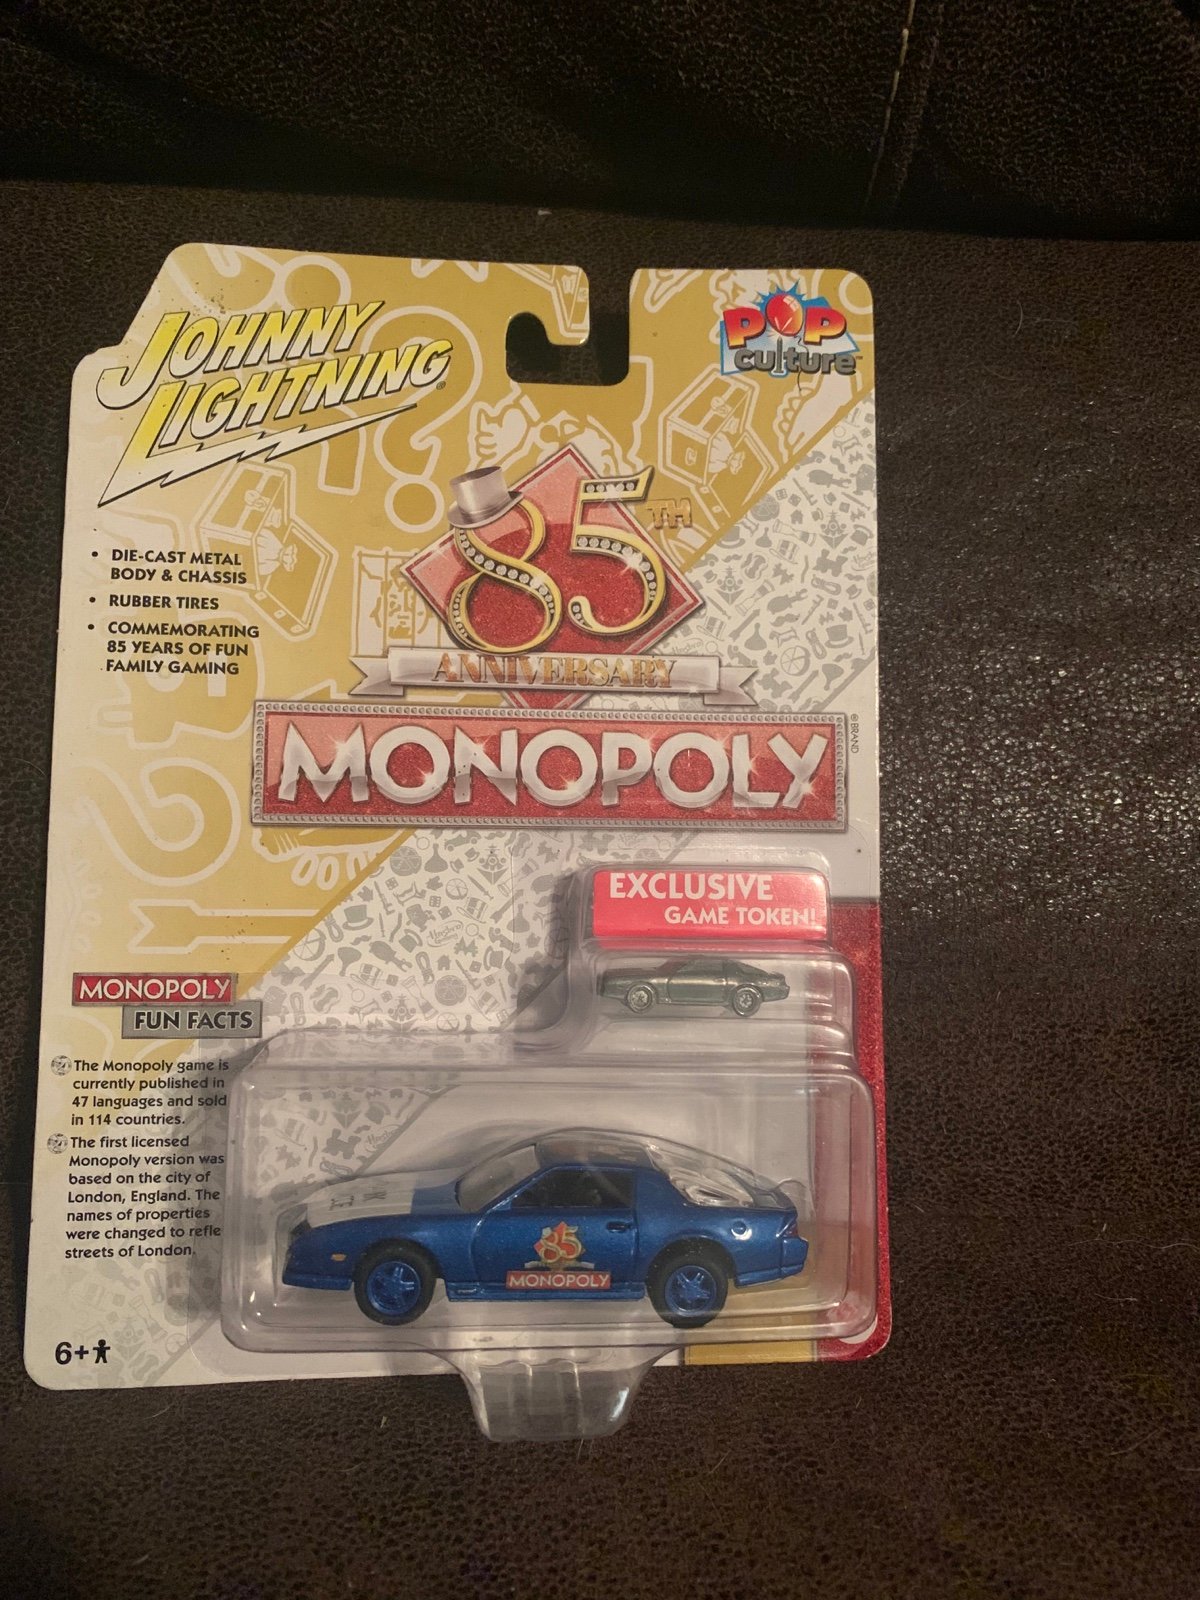 JOHNNY
LIGHTNING®
POP
culture™
• DIE-CAST METAL
BODY & CHASSIS
• RUBBER TIRES
• COMMEMORATING
85 YEARS OF FUN
FAMILY GAMING
85TH
ANNIVERSARY
MONOPOLY
® BRAND
EXCLUSIVE
GAME TOKEN!
MONOPOLY
FUN FACTS
The Monopoly game is
currently published in
47 languages and sold
in 114 countries.
The first licensed
Monopoly version was
based on the city of
London, England. The
names of properties
were changed to refle
streets of London.
85
MONOPOLY
6+